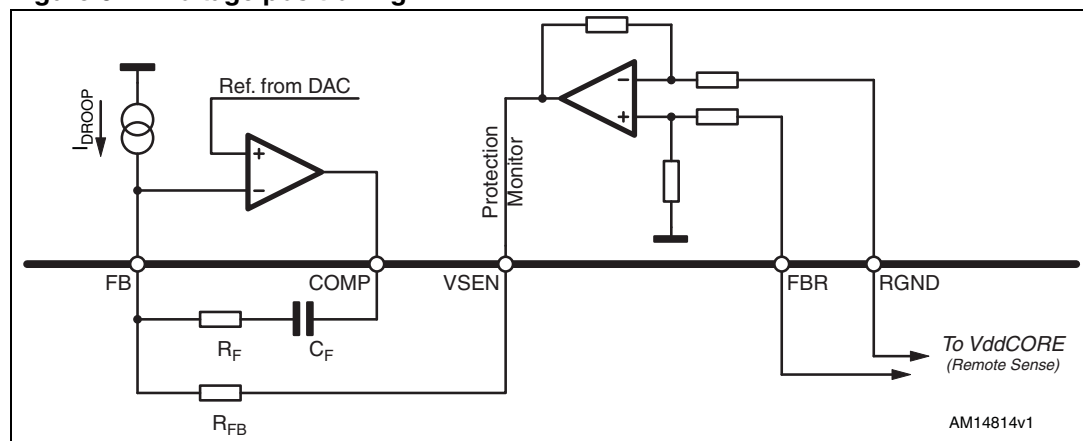 Ref. from DAC
I_DROOP
Protection
Monitor
FB
COMP
VSEN
FBR
RGND
R_F
C_F
To VddCORE
(Remote Sense)
R_FB
AM14814v1